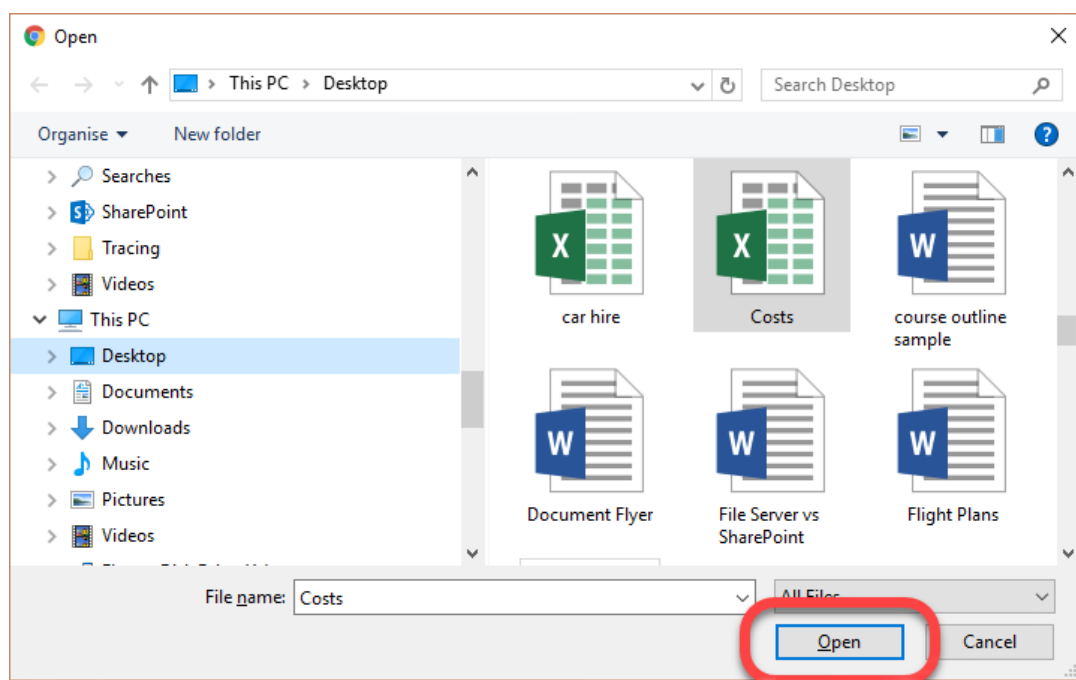 Open
This PC > Desktop
Search Desktop
Organise
New folder
?
Searches
S SharePoint
Tracing
Videos
This PC
Desktop
Documents
Downloads
Music
Pictures
Videos
X
car hire
X
Costs
W
course outline
sample
W
Document Flyer
W
File Server vs
SharePoint
W
Flight Plans
File name: Costs
All Files
Open
Cancel